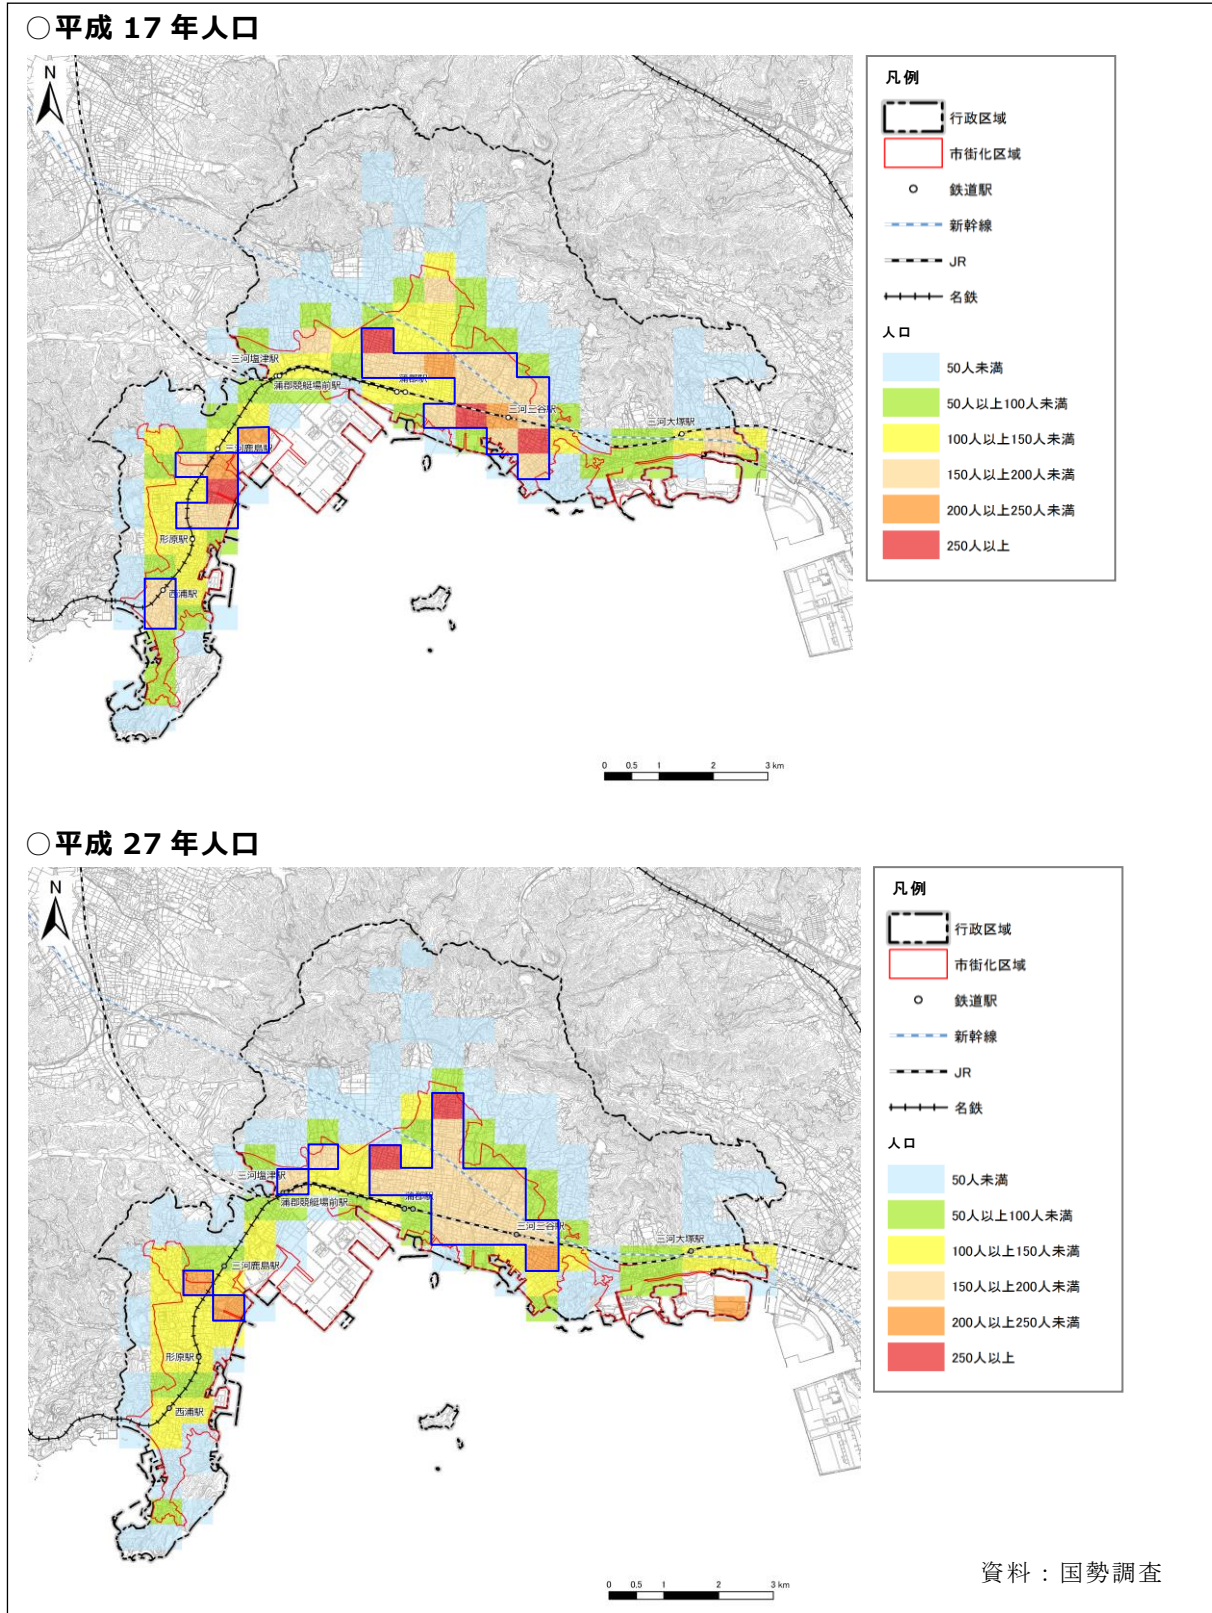 ○平成 17 年人口
N
三河塩津駅
蒲郡競艇場前駅
蒲郡駅
三河三谷駅
三河大塚駅
三河鹿島駅
形原駅
西浦駅
0 0.5 1 2 3 km
凡例
行政区域
市街化区域
鉄道駅
新幹線
JR
名鉄
人口
50人未満
50人以上100人未満
100人以上150人未満
150人以上200人未満
200人以上250人未満
250人以上
○平成 27 年人口
N
三河塩津駅
蒲郡競艇場前駅
蒲郡駅
三河三谷駅
三河大塚駅
三河鹿島駅
形原駅
西浦駅
0 0.5 1 2 3 km
凡例
行政区域
市街化区域
鉄道駅
新幹線
JR
名鉄
人口
50人未満
50人以上100人未満
100人以上150人未満
150人以上200人未満
200人以上250人未満
250人以上
資料：国勢調査